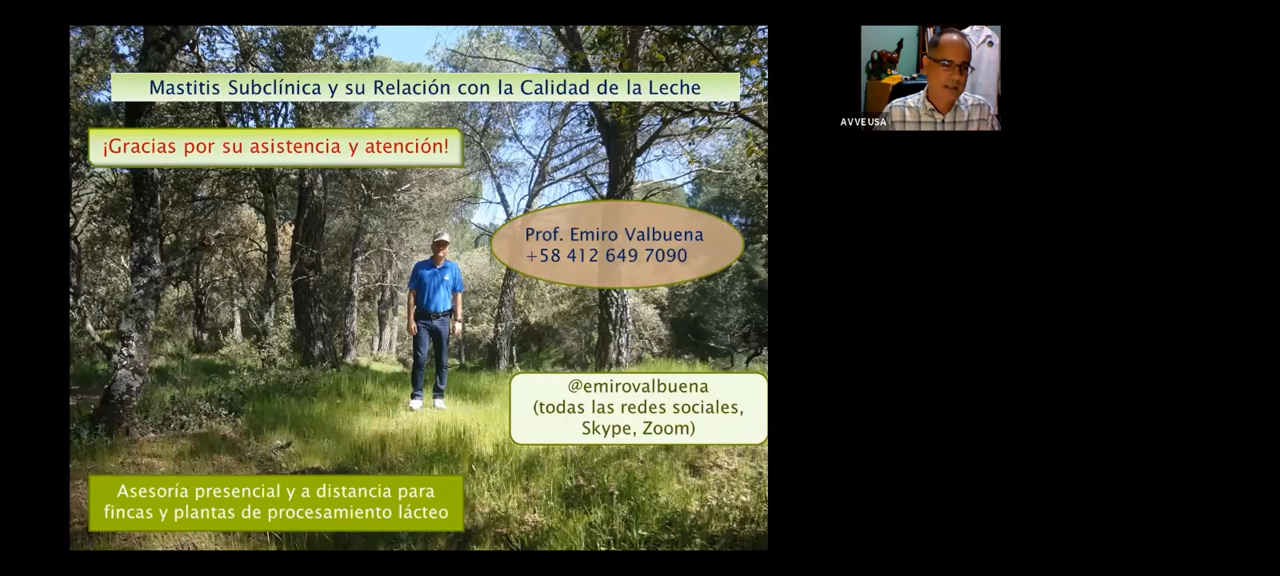 Mastitis Subclínica y su Relación con la Calidad de la Leche
¡Gracias por su asistencia y atención!
Prof. Emiro Valbuena
+58 412 649 7090
@emirovalbuena
(todas las redes sociales,
Skype, Zoom)
Asesoría presencial y a distancia para
fincas y plantas de procesamiento lácteo
AVVEUSA